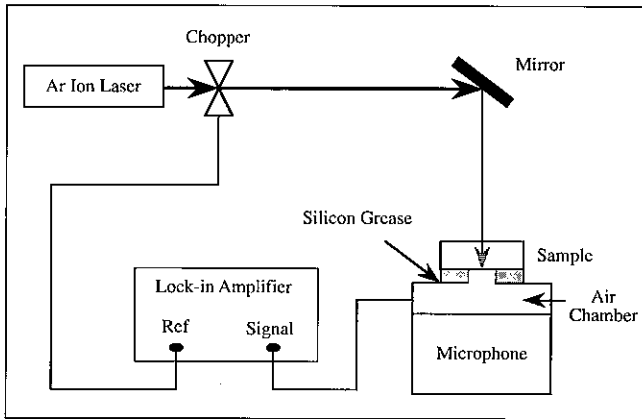 Chopper
Ar Ion Laser
Mirror
Silicon Grease
Sample
Lock-in Amplifier
Ref
Signal
Air
Chamber
Microphone